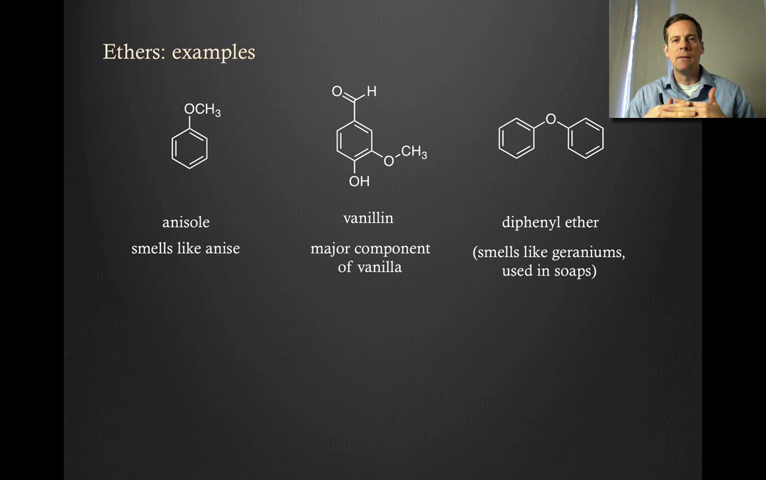 Ethers: examples
OCH3
anisole
smells like anise
O H
O CH3
OH
vanillin
major component
of vanilla
O
diphenyl ether
(smells like geraniums,
used in soaps)